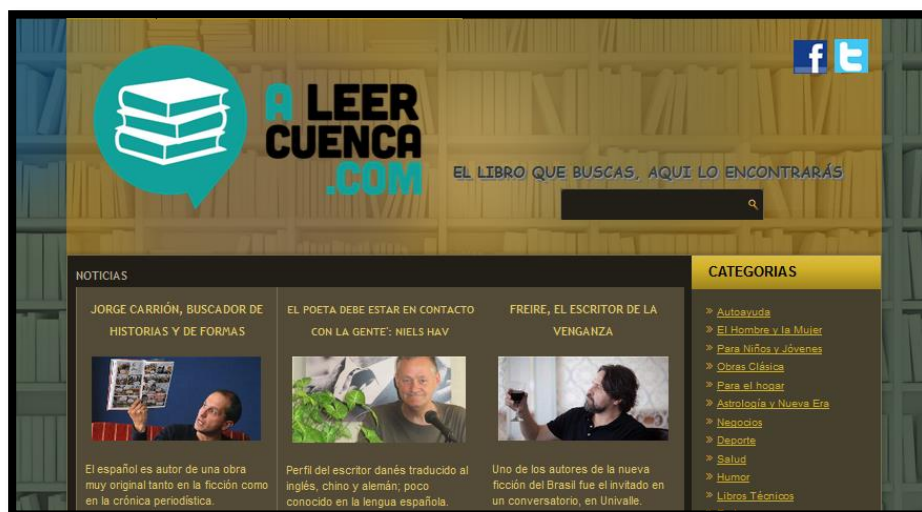 A LEER
CUENCA
.COM
EL LIBRO QUE BUSCAS, AQUI LO ENCONTRARÁS
NOTICIAS
JORGE CARRIÓN, BUSCADOR DE
HISTORIAS Y DE FORMAS
El español es autor de una obra
muy original tanto en la ficción como
en la crónica periodística.
EL POETA DEBE ESTAR EN CONTACTO
CON LA GENTE': NIELS HAV
Perfil del escritor danés traducido al
inglés, chino y alemán; poco
conocido en la lengua española.
FREIRE, EL ESCRITOR DE LA
VENGANZA
Uno de los autores de la nueva
ficción del Brasil fue el invitado en
un conversatorio, en Univalle.
CATEGORIAS
» Autoayuda
» El Hombre y la Mujer
» Para Niños y Jóvenes
» Obras Clásica
» Para el hogar
» Astrología y Nueva Era
» Negocios
» Deporte
» Salud
» Humor
» Libros Técnicos